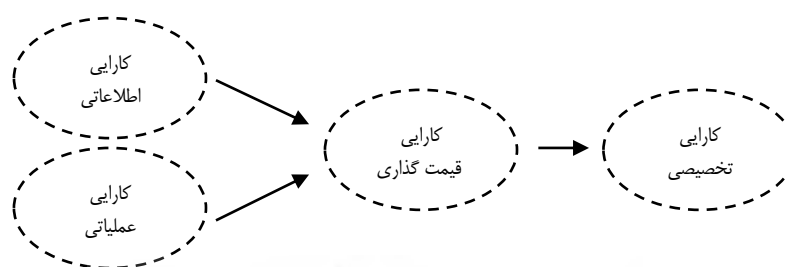 کارایی
اطلاعاتی
کارایی
عملیاتی
کارایی
قیمت گذاری
کارایی
تخصیصی